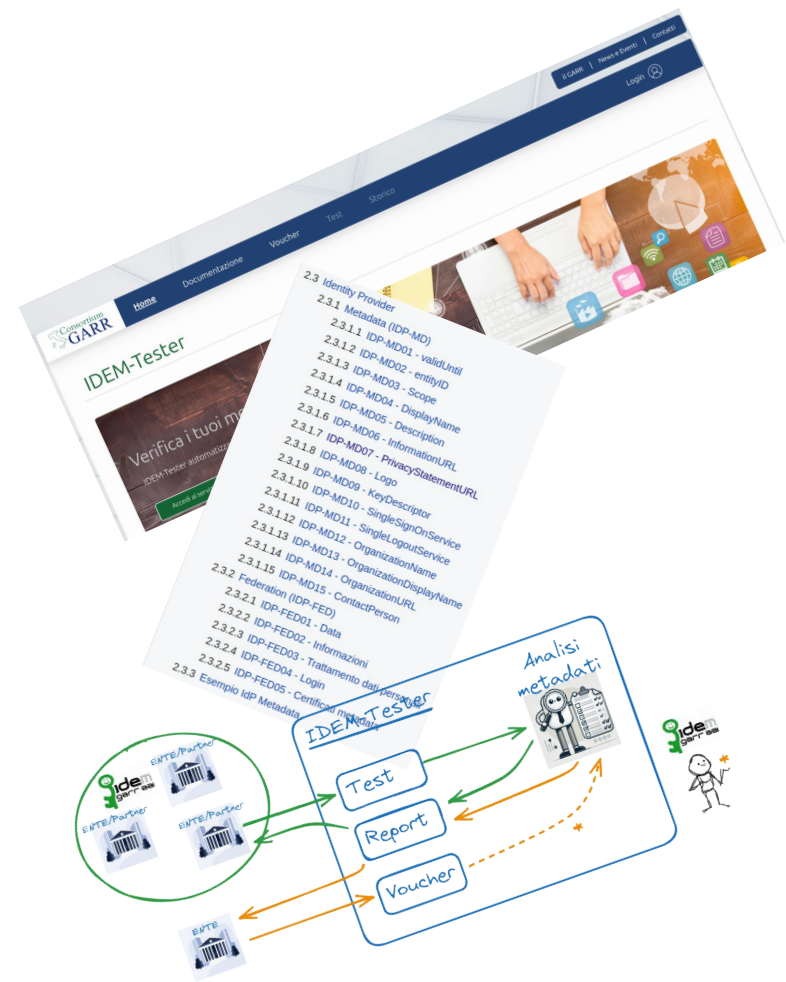 Il GARR | News e Eventi | Contatti
Login
Home Documentazione Voucher Test Storico
Consortium
GARR
IDEM-Tester
Verifica i tuoi me
IDEM-Tester automatizza
Accedi al servi
2.3 Identity Provider
2.3.1 Metadata (IDP-MD)
2.3.1.1 IDP-MD01 - validUntil
2.3.1.2 IDP-MD02 - entityID
2.3.1.3 IDP-MD03 - Scope
2.3.1.4 IDP-MD04 - DisplayName
2.3.1.5 IDP-MD05 - Description
2.3.1.6 IDP-MD06 - InformationURL
2.3.1.7 IDP-MD07 - PrivacyStatementURL
2.3.1.8 IDP-MD08 - Logo
2.3.1.9 IDP-MD09 - KeyDescriptor
2.3.1.10 IDP-MD10 - SingleSignOnService
2.3.1.11 IDP-MD11 - SingleLogoutService
2.3.1.12 IDP-MD12 - OrganizationName
2.3.1.13 IDP-MD13 - OrganizationDisplayName
2.3.1.14 IDP-MD14 - OrganizationURL
2.3.1.15 IDP-MD15 - ContactPerson
2.3.2 Federation (IDP-FED)
2.3.2.1 IDP-FED01 - Data
2.3.2.2 IDP-FED02 - Informazioni
2.3.2.3 IDP-FED03 - Trattamento dati personali
2.3.2.4 IDP-FED04 - Login
2.3.2.5 IDP-FED05 - Certificati metadata
2.3.3 Esempio IdP Metadata
IDEM-Tester
Analisi
metadati
Test
Report
Voucher
*
idem
garr aai
*
idem
garr aai
ENTE/Partner
ENTE/Partner
ENTE/Partner
ENTE